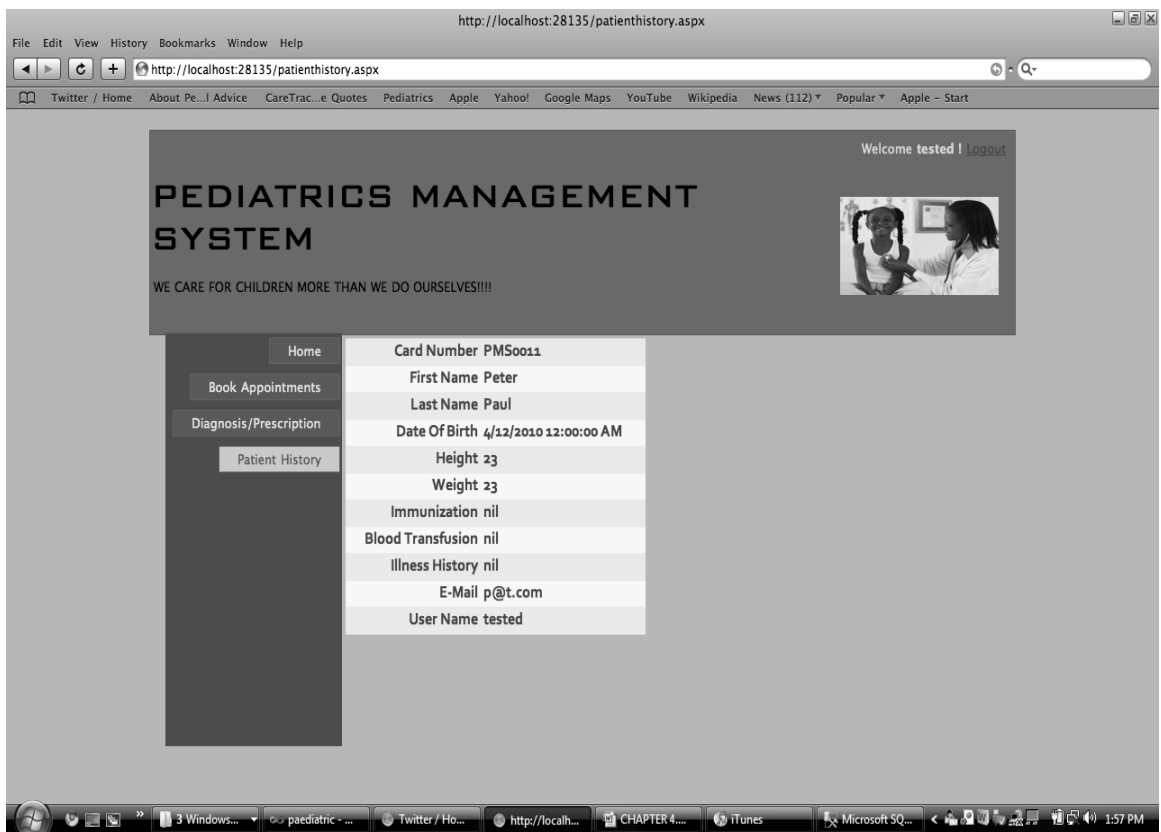 http://localhost:28135/patienthistory.aspx
File Edit View History Bookmarks Window Help
http://localhost:28135/patienthistory.aspx
Twitter / Home About Pe...l Advice CareTrac...e Quotes Pediatrics Apple Yahoo! Google Maps YouTube Wikipedia News (112) Popular Apple - Start
Welcome tested ! Logout
PEDIATRICS MANAGEMENT
SYSTEM
WE CARE FOR CHILDREN MORE THAN WE DO OURSELVES!!!!
Home
Book Appointments
Diagnosis/Prescription
Patient History
Card Number PMS0011
First Name Peter
Last Name Paul
Date Of Birth 4/12/2010 12:00:00 AM
Height 23
Weight 23
Immunization nil
Blood Transfusion nil
Illness History nil
E-Mail p@t.com
User Name tested
3 Windows... paediatric - ... Twitter / Ho... http://localh... CHAPTER 4.... iTunes Microsoft SQ... 1:57 PM